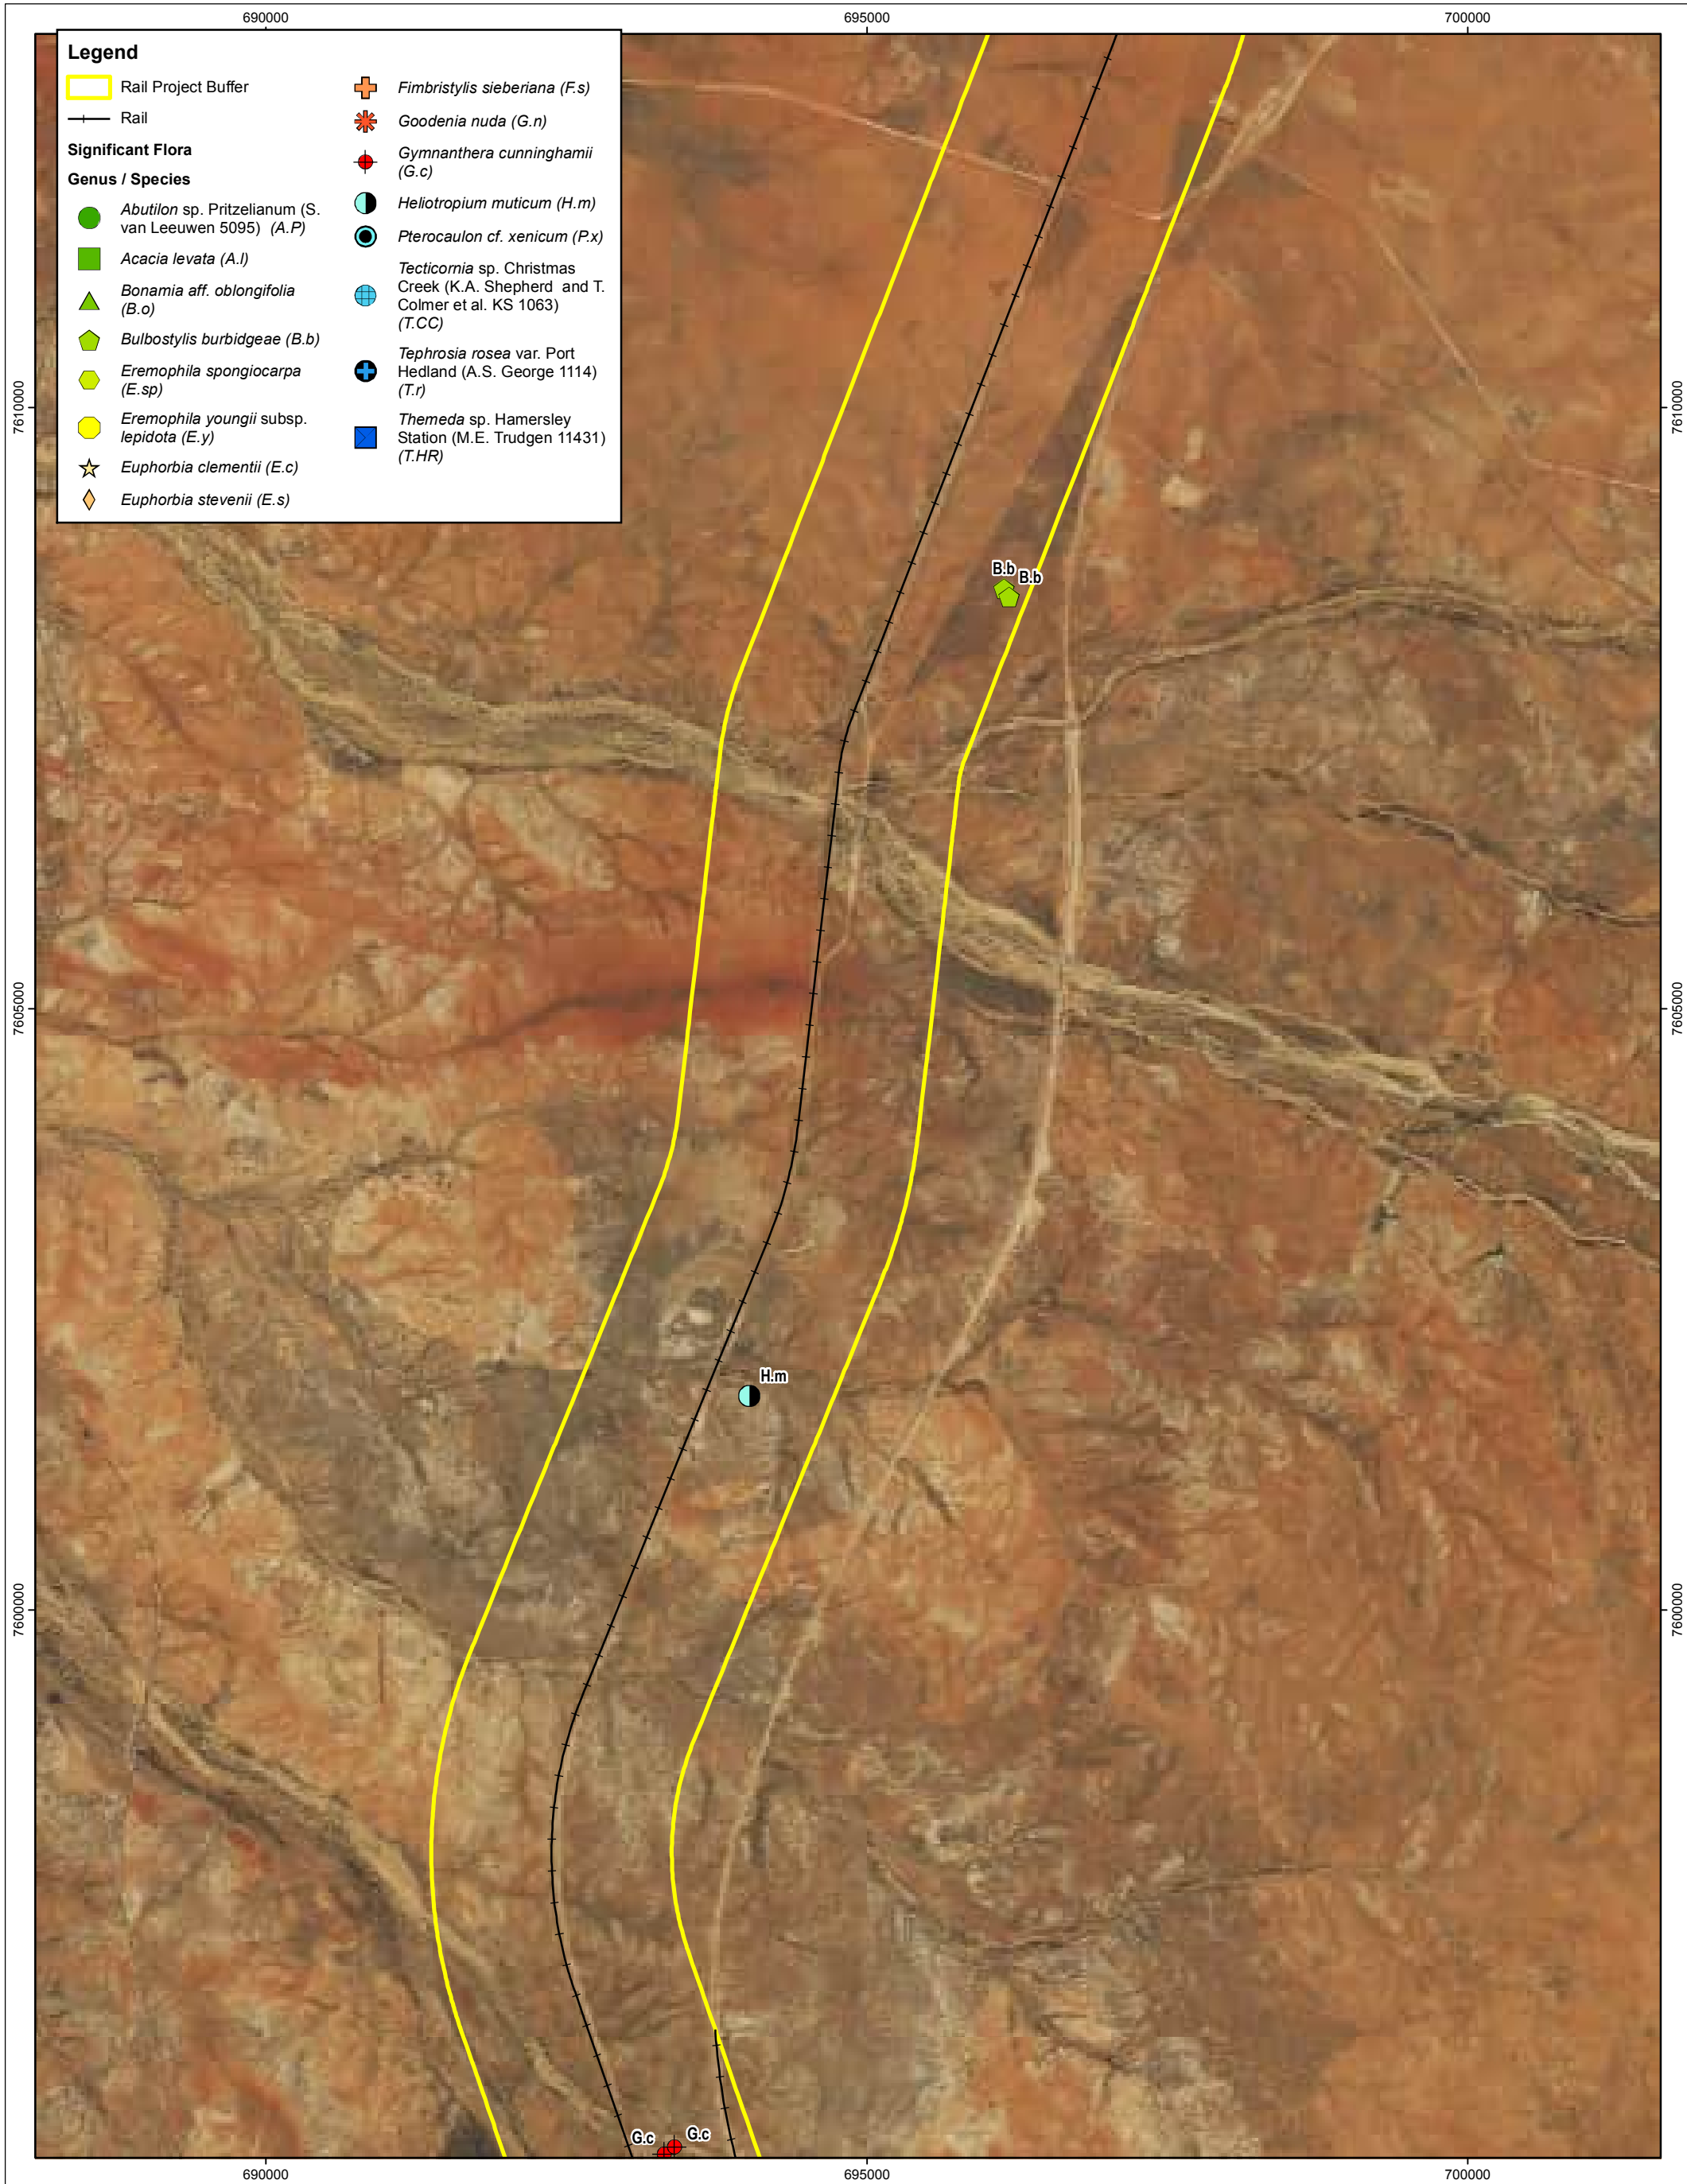 690000
695000
700000
Legend
Rail Project Buffer
Rail
Significant Flora
Genus / Species
Abutilon sp. Pritzelianum (S.
van Leeuwen 5095) (A.P)
Acacia levata (A.l)
Bonamia aff. oblongifolia
(B.o)
Bulbostylis burbidgeae (B.b)
Eremophila spongiocarpa
(E.sp)
Eremophila youngii subsp.
lepidota (E.y)
Euphorbia clementii (E.c)
Euphorbia stevenii (E.s)
Fimbristylis sieberiana (F.s)
Goodenia nuda (G.n)
Gymnanthera cunninghamii
(G.c)
Heliotropium muticum (H.m)
Pterocaulon cf. xenicum (P.x)
Tecticornia sp. Christmas
Creek (K.A. Shepherd and T.
Colmer et al. KS 1063)
(T.CC)
Tephrosia rosea var. Port
Hedland (A.S. George 1114)
(T.r)
Themeda sp. Hamersley
Station (M.E. Trudgen 11431)
(T.HR)
7610000
7610000
B.b
B.b
7605000
7605000
H.m
7600000
7600000
G.c
G.c
690000
695000
700000